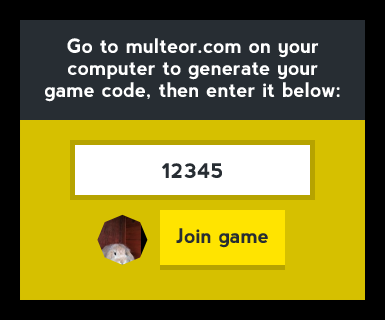 Go to multeor.com on your
computer to generate your
game code, then enter it below:
12345
Join game